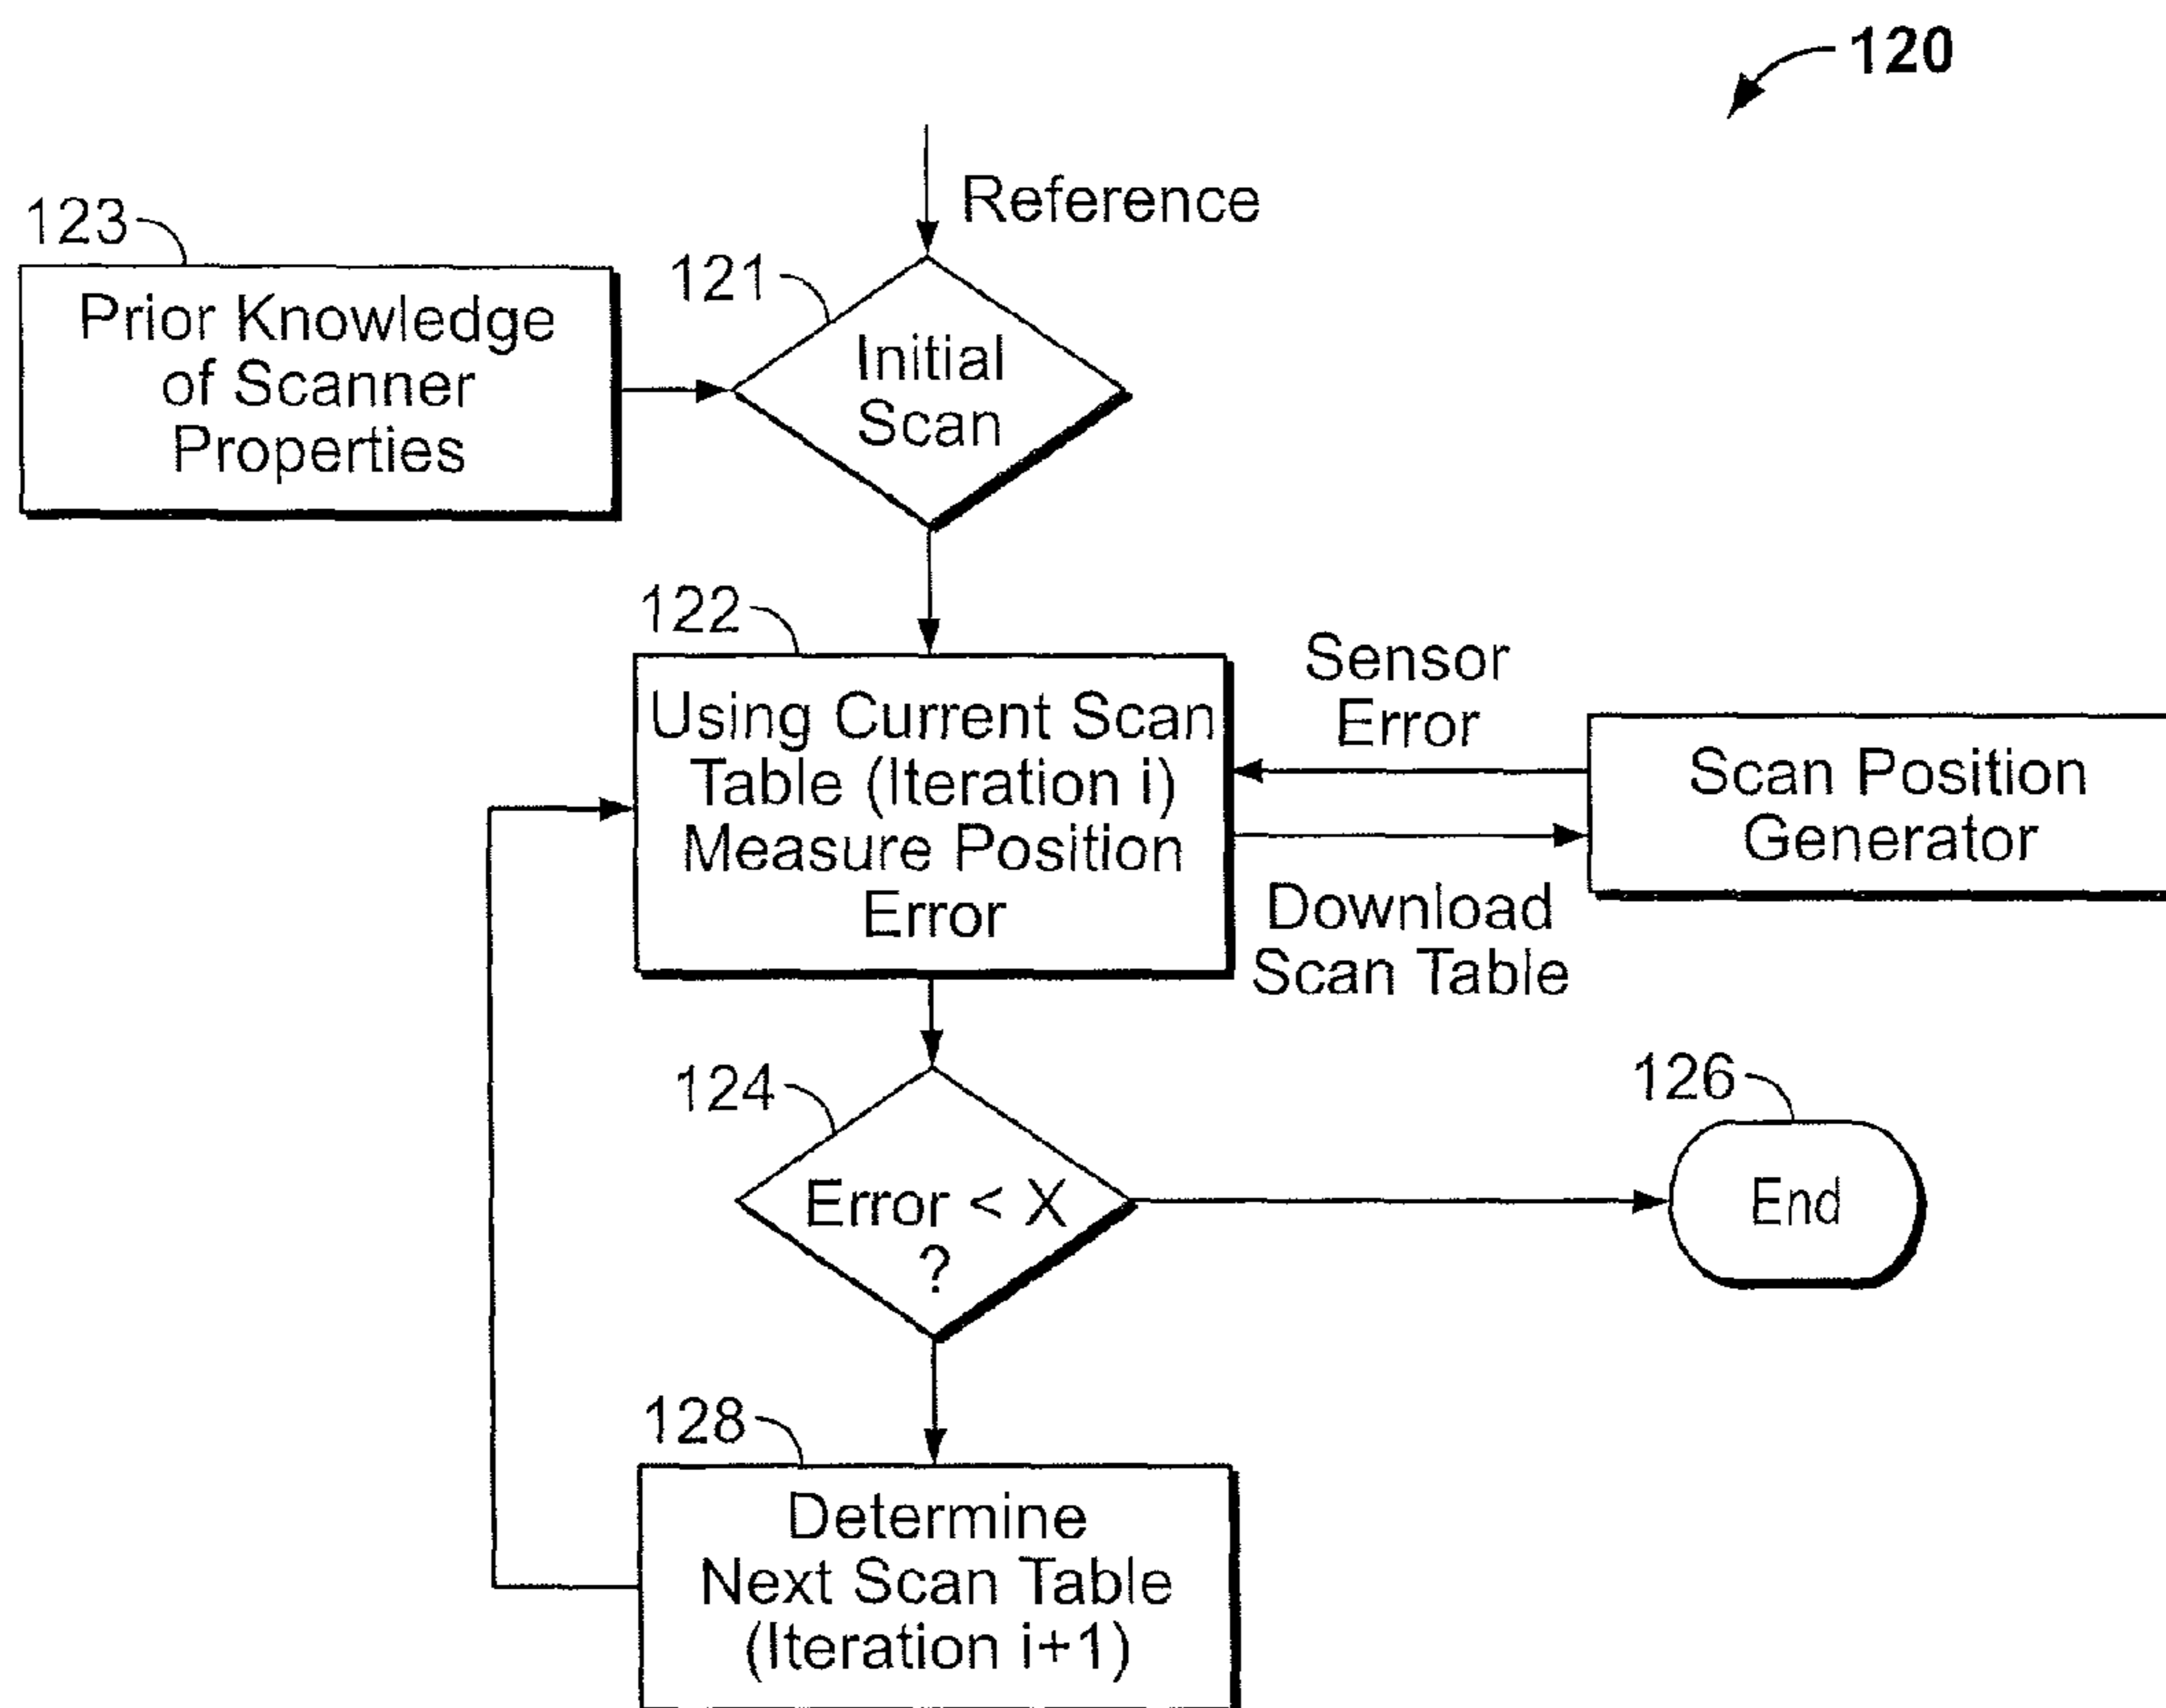 120
Reference
123
Prior Knowledge
of Scanner
Properties
121
Initial
Scan
122
Using Current Scan
Table (Iteration i)
Measure Position
Error
Sensor
Error
Download
Scan Table
Scan Position
Generator
124
Error < X
?
126
End
128
Determine
Next Scan Table
(Iteration i+1)